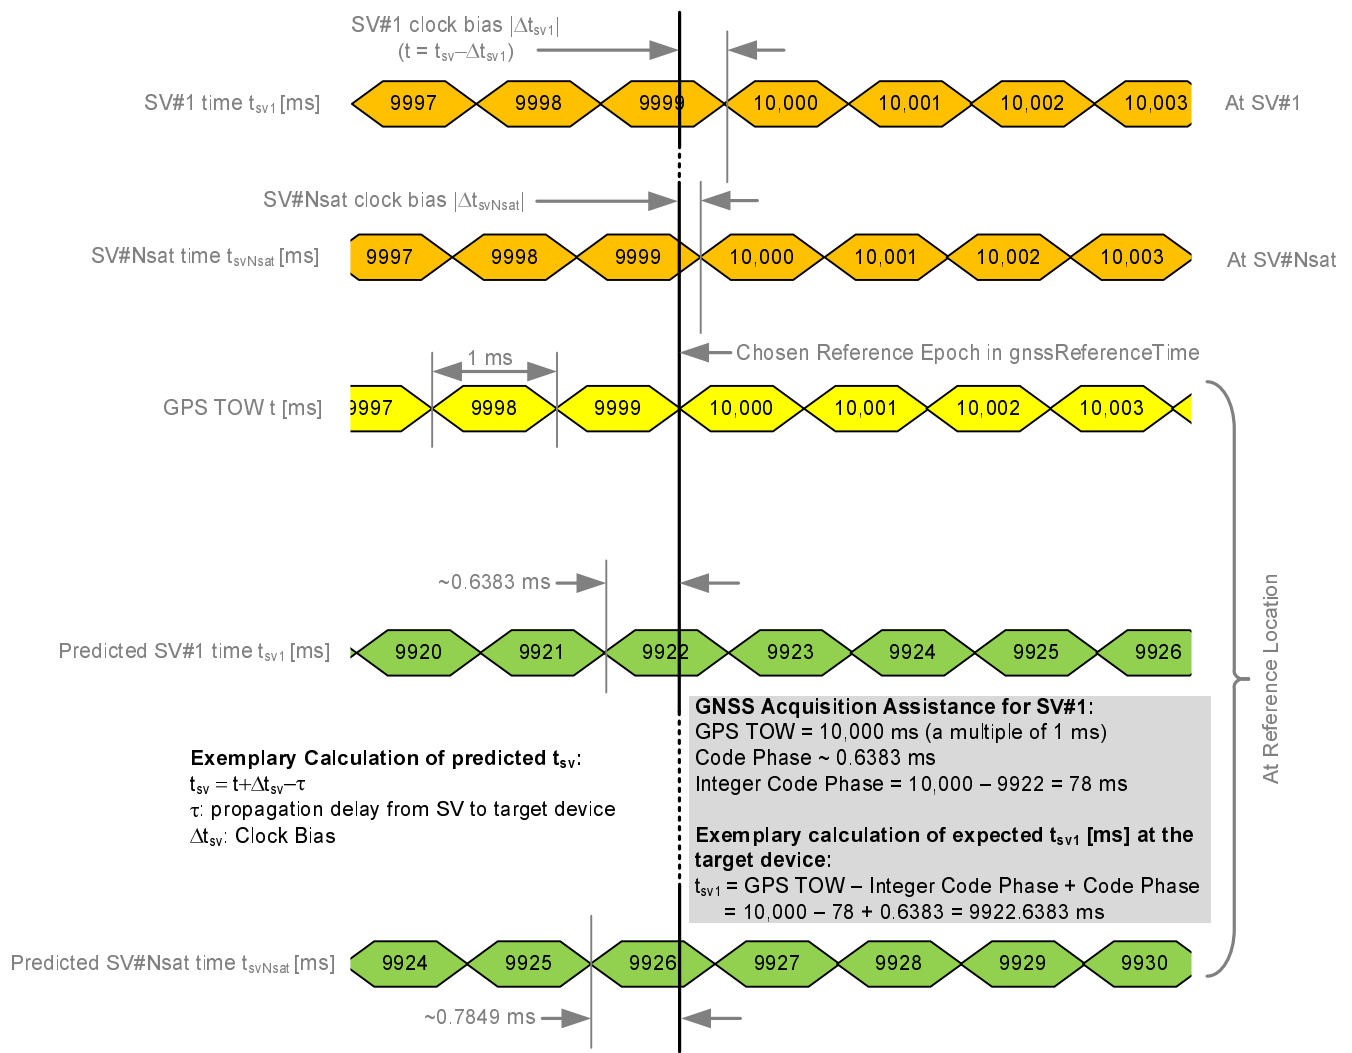 SV#1 clock bias |Δtsv1|
(t = tsv–Δtsv1)
SV#1 time tsv1 [ms]
9997 9998 9999 10,000 10,001 10,002 10,003
At SV#1
SV#Nsat clock bias |ΔtsvNsat|
SV#Nsat time tsvNsat [ms]
9997 9998 9999 10,000 10,001 10,002 10,003
At SV#Nsat
Chosen Reference Epoch in gnssReferenceTime
1 ms
GPS TOW t [ms]
9997 9998 9999 10,000 10,001 10,002 10,003
~0.6383 ms
Predicted SV#1 time tsv1 [ms]
9920 9921 9922 9923 9924 9925 9926
At Reference Location
GNSS Acquisition Assistance for SV#1:
GPS TOW = 10,000 ms (a multiple of 1 ms)
Code Phase ~ 0.6383 ms
Integer Code Phase = 10,000 – 9922 = 78 ms
Exemplary calculation of expected tsv1 [ms] at the
target device:
tsv1 = GPS TOW – Integer Code Phase + Code Phase
= 10,000 – 78 + 0.6383 = 9922.6383 ms
Exemplary Calculation of predicted tsv:
tsv = t+Δtsv–τ
τ: propagation delay from SV to target device
Δtsv: Clock Bias
Predicted SV#Nsat time tsvNsat [ms]
9924 9925 9926 9927 9928 9929 9930
~0.7849 ms